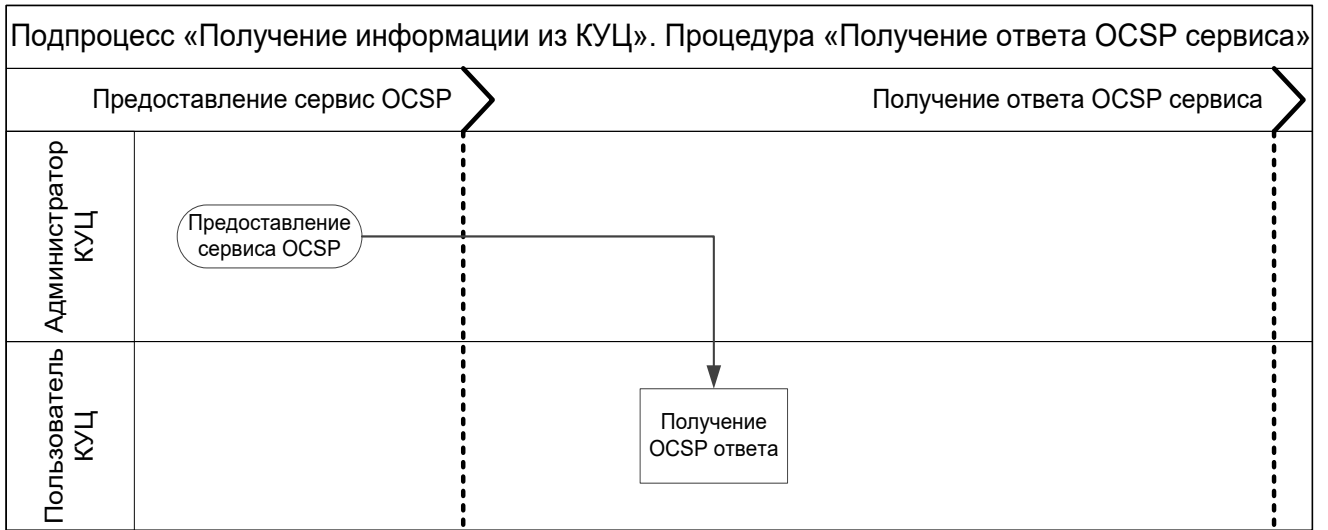 Подпроцесс «Получение информации из КУЦ». Процедура «Получение ответа OCSP сервиса»
Предоставление сервис OCSP
Получение ответа OCSP сервиса
Администратор
КУЦ
Предоставление
сервиса OCSP
Пользователь
КУЦ
Получение
OCSP ответа